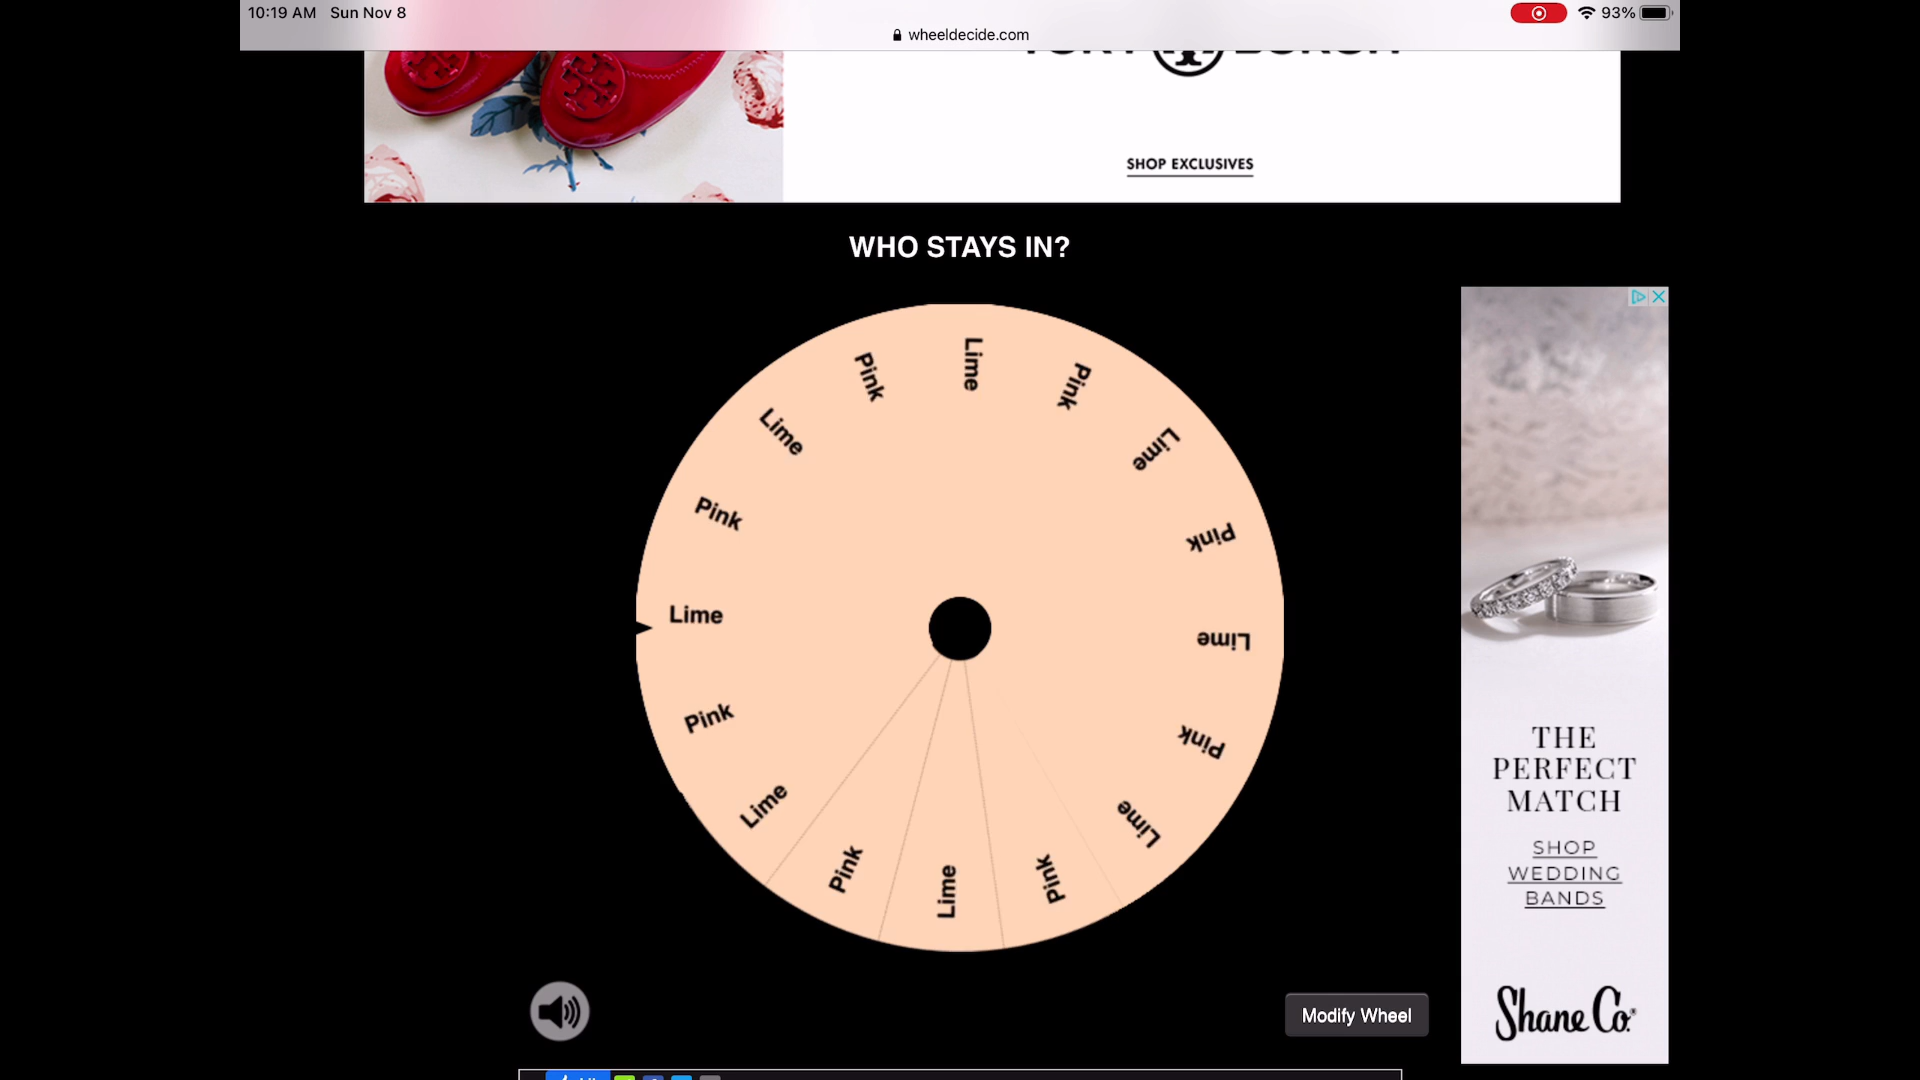 10:19 AM Sun Nov 8
93%
wheeldecide.com
SHOP EXCLUSIVES
WHO STAYS IN?
Lime
Pink
Lime
Pink
Lime
Pink
Lime
Pink
Lime
Pink
Lime
Pink
Lime
Pink
Lime
Pink
THE
PERFECT
MATCH
SHOP
WEDDING
BANDS
Shane Co.
Modify Wheel